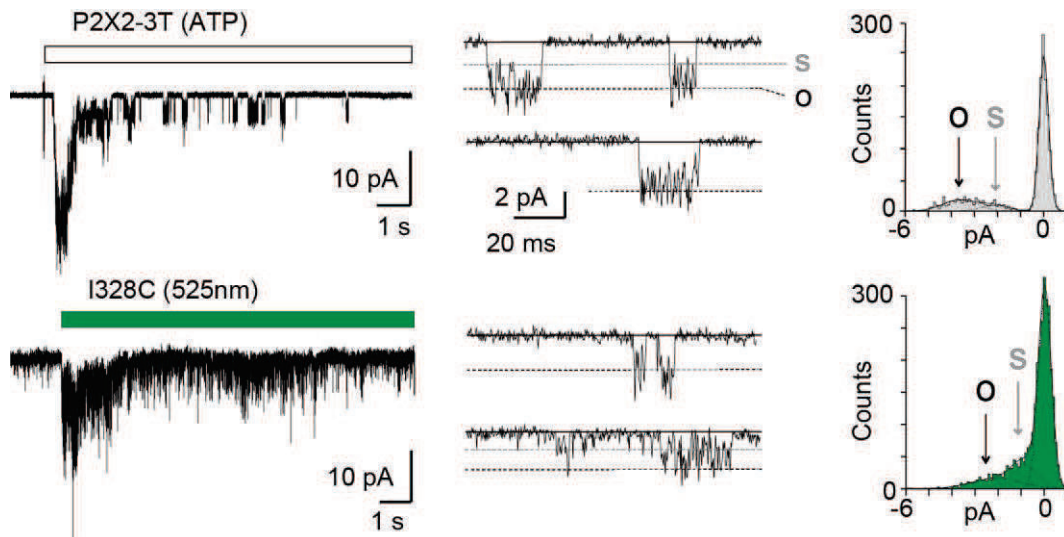 P2X2-3T (ATP)
10 pA
1 s
S
O
2 pA
20 ms
300
Counts
0
O
S
-6
pA
0
I328C (525nm)
10 pA
1 s
300
Counts
0
O
S
-6
pA
0